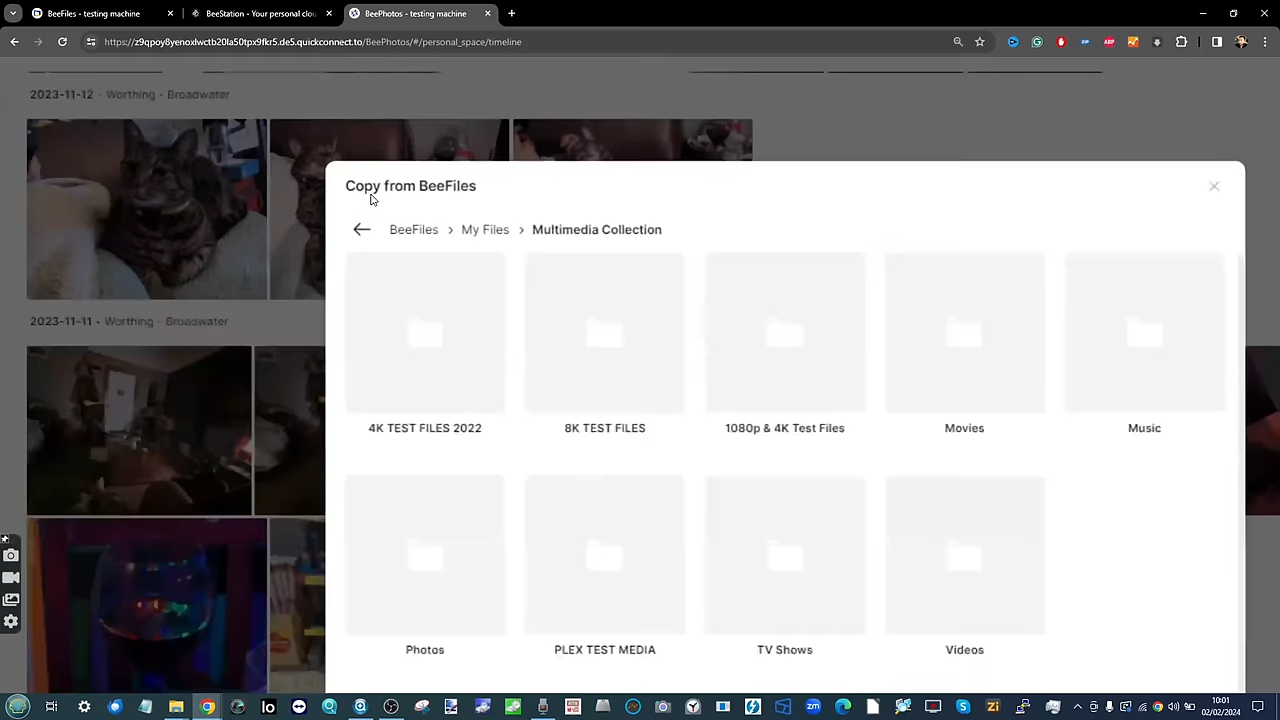 BeeFiles - testing machine
BeeStation - Your personal clou
BeePhotos - testing machine
https://z9qpoy8yenoxlwctb20la50tpx9fkr5.de5.quickconnect.to/BeePhotos/#/personal_space/timeline
2023-11-12 · Worthing - Broadwater
Copy from BeeFiles
BeeFiles > My Files > Multimedia Collection
2023-11-11 · Worthing - Broadwater
4K TEST FILES 2022
8K TEST FILES
1080p & 4K Test Files
Movies
Music
Photos
PLEX TEST MEDIA
TV Shows
Videos
10:01
02/02/2024